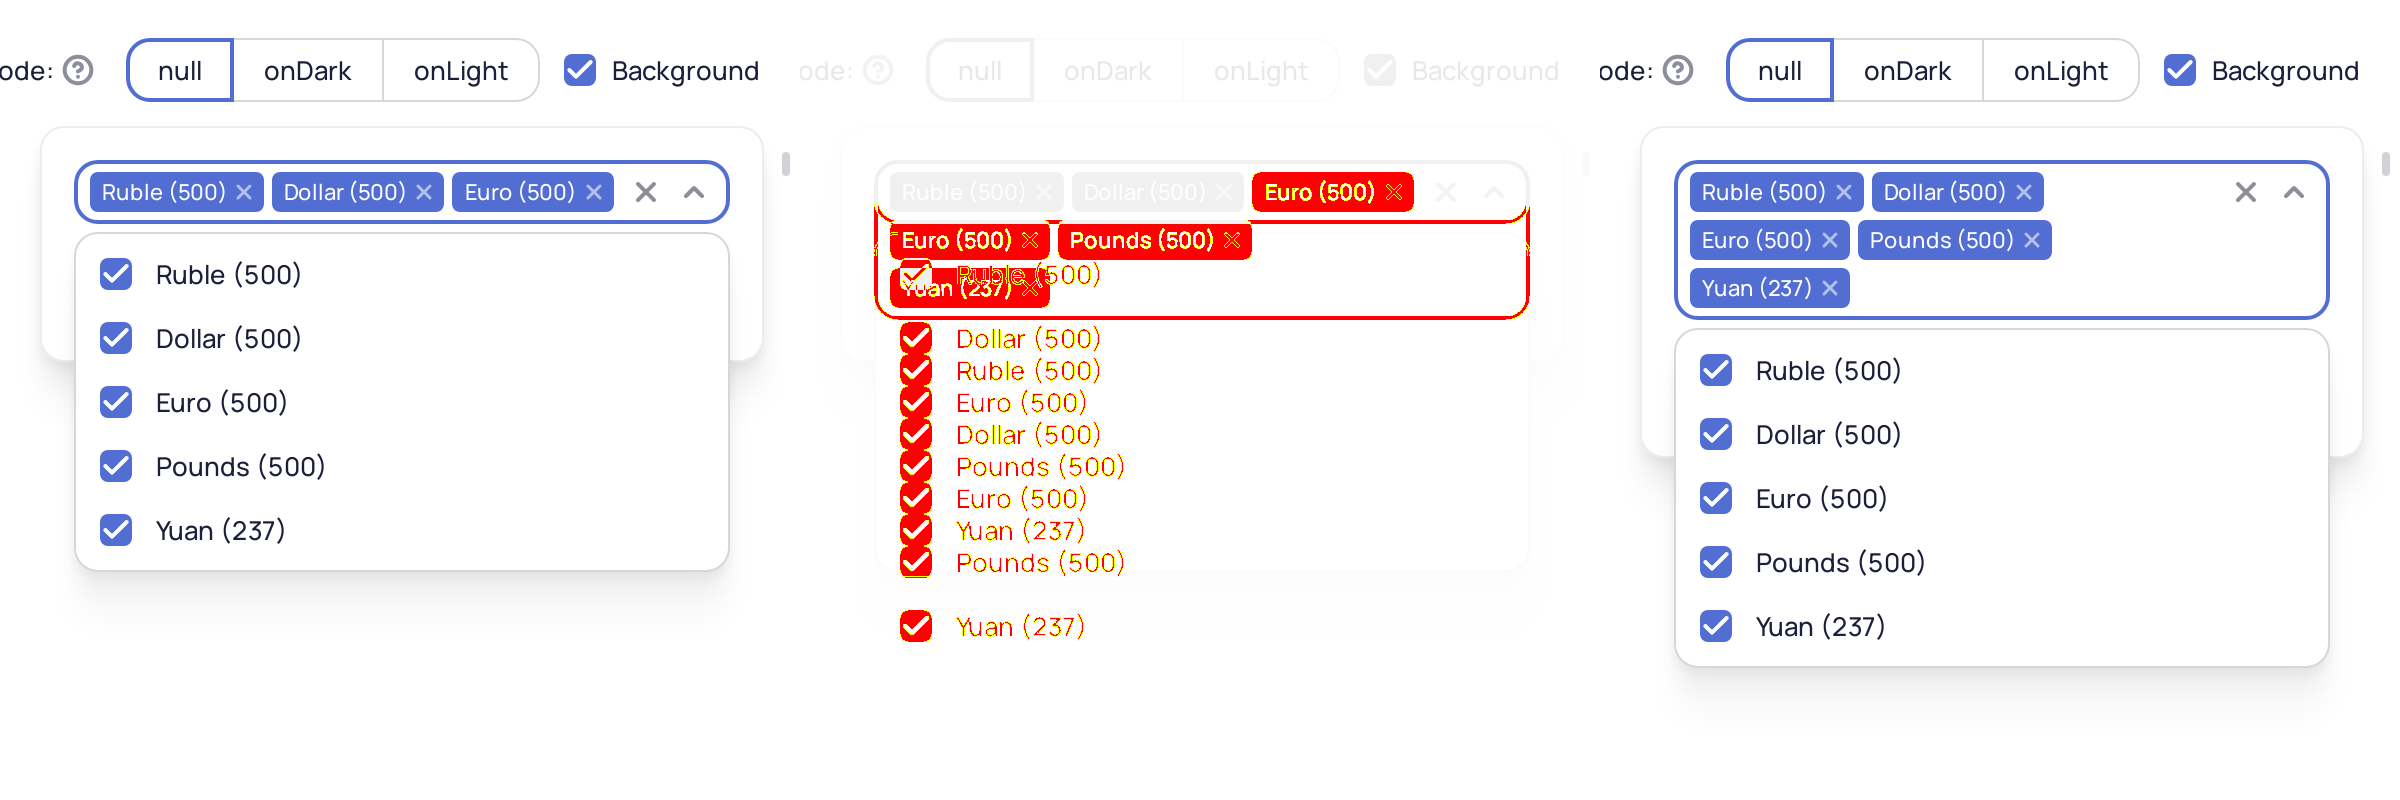 ode: null onDark onLight Background
Ruble (500) Dollar (500) Euro (500)
Ruble (500)
Dollar (500)
Euro (500)
Pounds (500)
Yuan (237)
ode: null onDark onLight Background
Ruble (500) Dollar (500) Euro (500)
Euro (500) Pounds (500)
Ruble (500)
Yuan (237)
Dollar (500)
Ruble (500)
Euro (500)
Dollar (500)
Pounds (500)
Euro (500)
Yuan (237)
Pounds (500)
Yuan (237)
ode: null onDark onLight Background
Ruble (500) Dollar (500)
Euro (500) Pounds (500)
Yuan (237)
Ruble (500)
Dollar (500)
Euro (500)
Pounds (500)
Yuan (237)